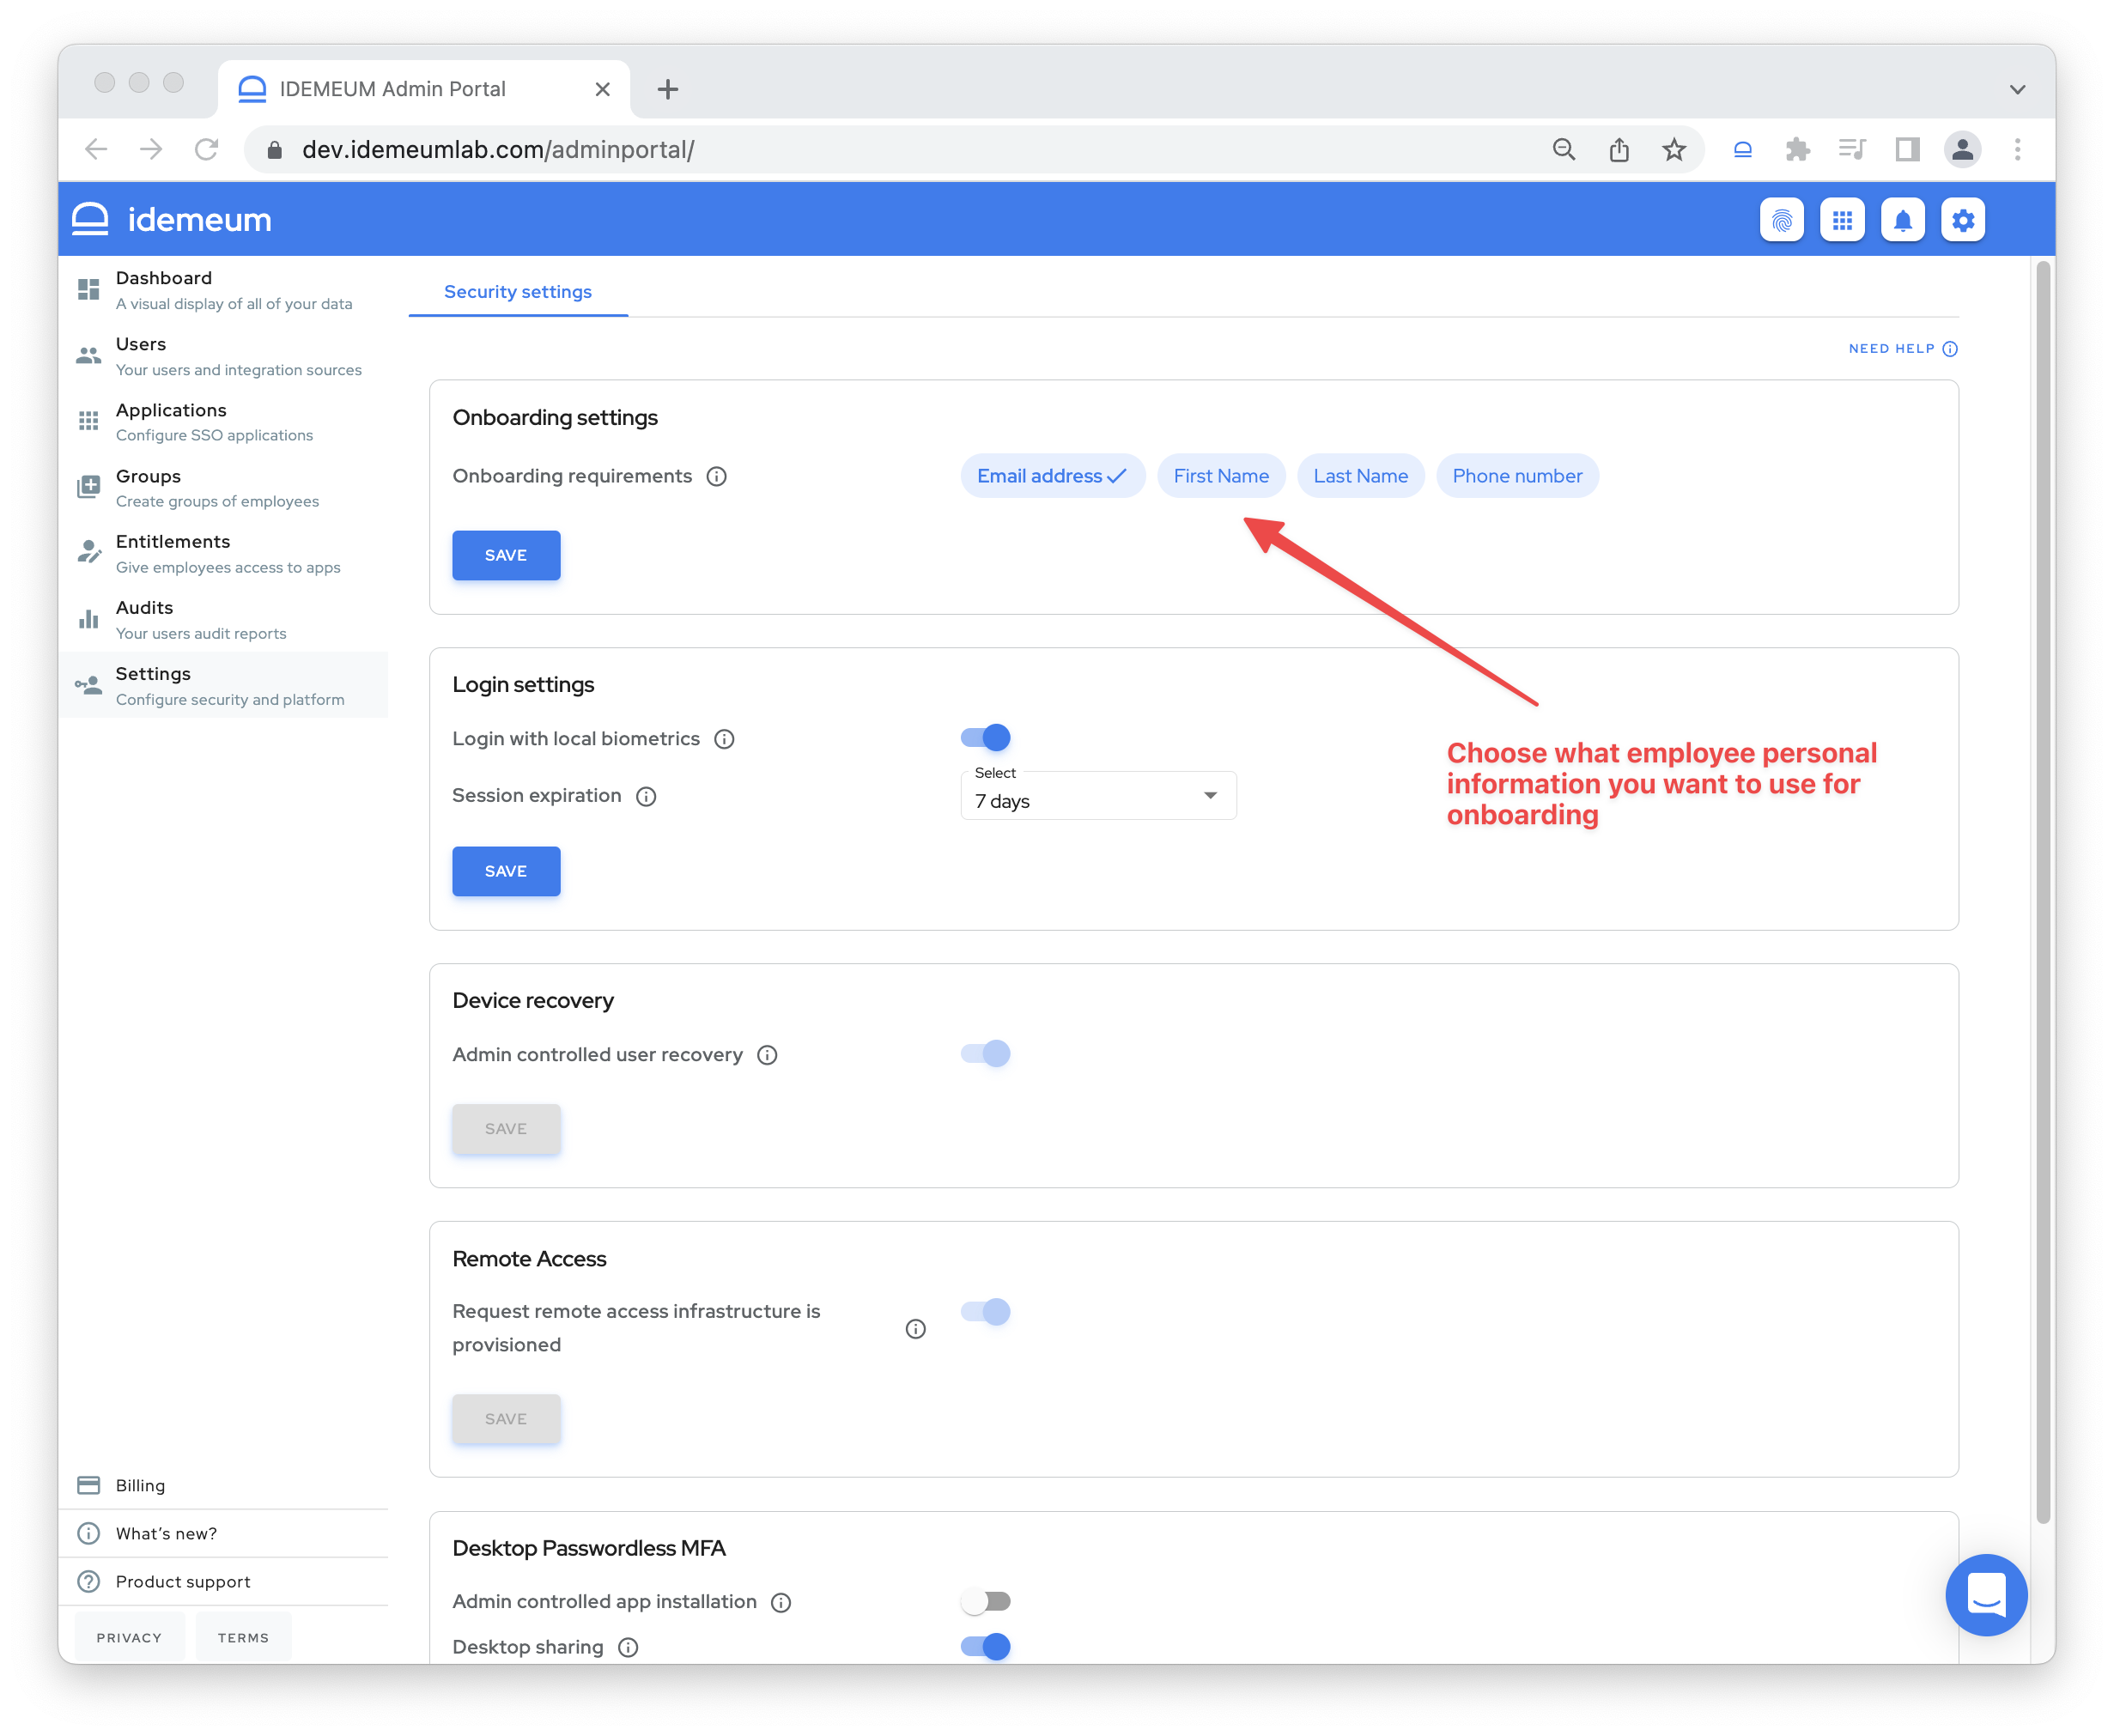 IDEMEUM Admin Portal
dev.idemeumlab.com/adminportal/
idemeum
Dashboard
A visual display of all of your data
Users
Your users and integration sources
Applications
Configure SSO applications
Groups
Create groups of employees
Entitlements
Give employees access to apps
Audits
Your users audit reports
Settings
Configure security and platform
Billing
What's new?
Product support
PRIVACY TERMS
Security settings
NEED HELP
Onboarding settings
Onboarding requirements Email address First Name Last Name Phone number
SAVE
Login settings
Login with local biometrics
Select
Session expiration 7 days
SAVE
Choose what employee personal
information you want to use for
onboarding
Device recovery
Admin controlled user recovery
SAVE
Remote Access
Request remote access infrastructure is
provisioned
SAVE
Desktop Passwordless MFA
Admin controlled app installation
Desktop sharing